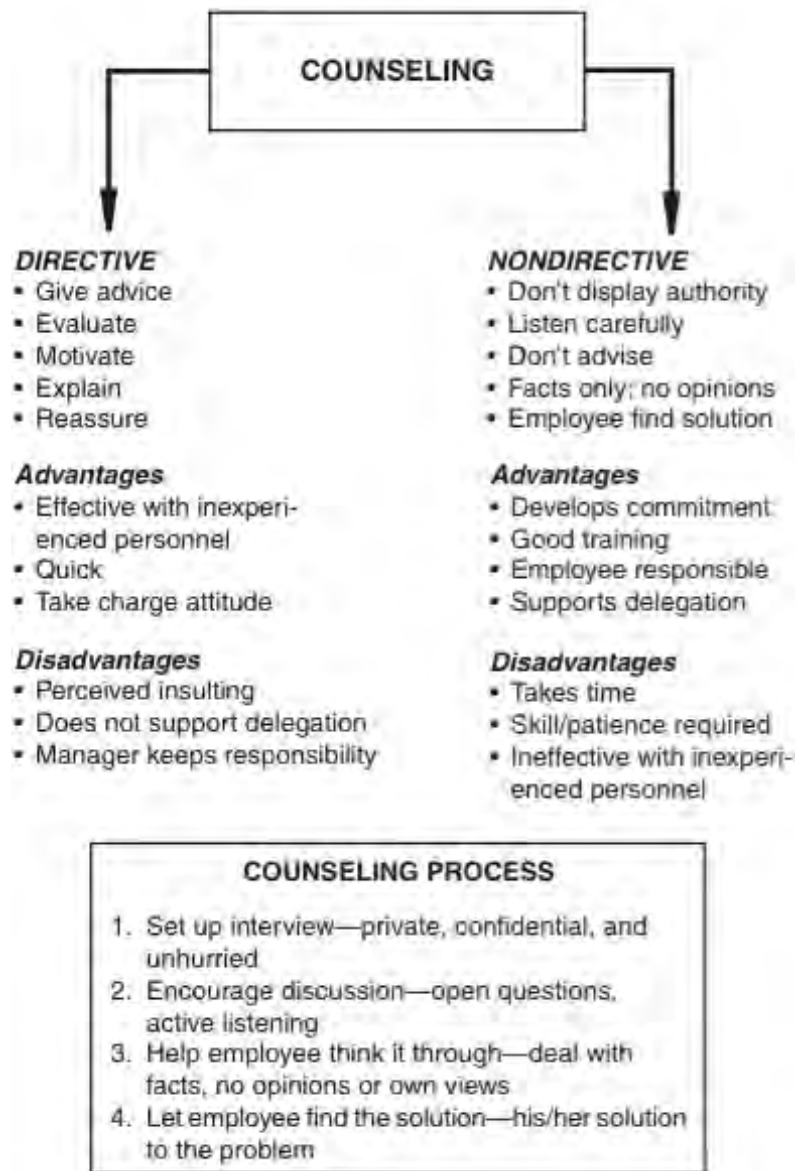 COUNSELING
DIRECTIVE
• Give advice
• Evaluate
• Motivate
• Explain
• Reassure
Advantages
• Effective with inexperi-
enced personnel
• Quick
• Take charge attitude
Disadvantages
• Perceived insulting
• Does not support delegation
• Manager keeps responsibility
NONDIRECTIVE
• Don't display authority
• Listen carefully
• Don't advise
• Facts only; no opinions
• Employee find solution
Advantages
• Develops commitment
• Good training
• Employee responsible
• Supports delegation
Disadvantages
• Takes time
• Skill/patience required
• Ineffective with inexperi-
enced personnel
COUNSELING PROCESS
1. Set up interview—private, confidential, and
unhurried
2. Encourage discussion—open questions,
active listening
3. Help employee think it through—deal with
facts, no opinions or own views
4. Let employee find the solution—his/her solution
to the problem